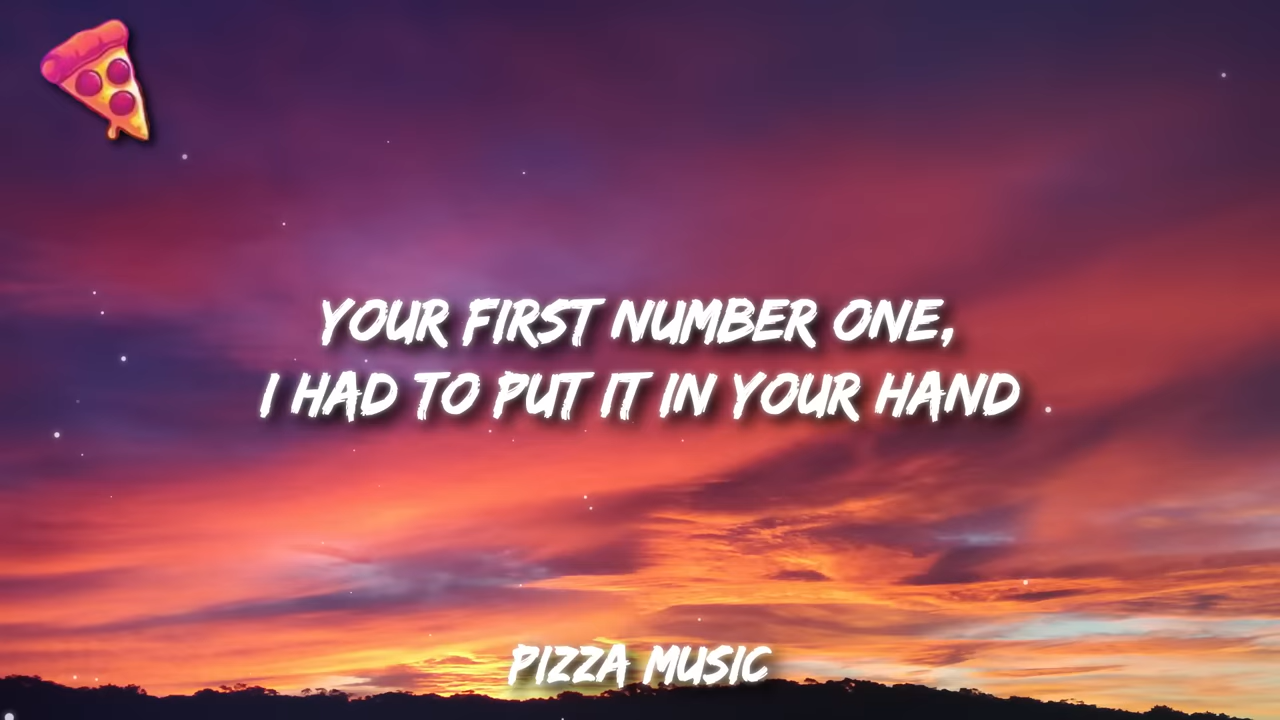 YOUR FIRST NUMBER ONE,
I HAD TO PUT IT IN YOUR HAND
PIZZA MUSIC